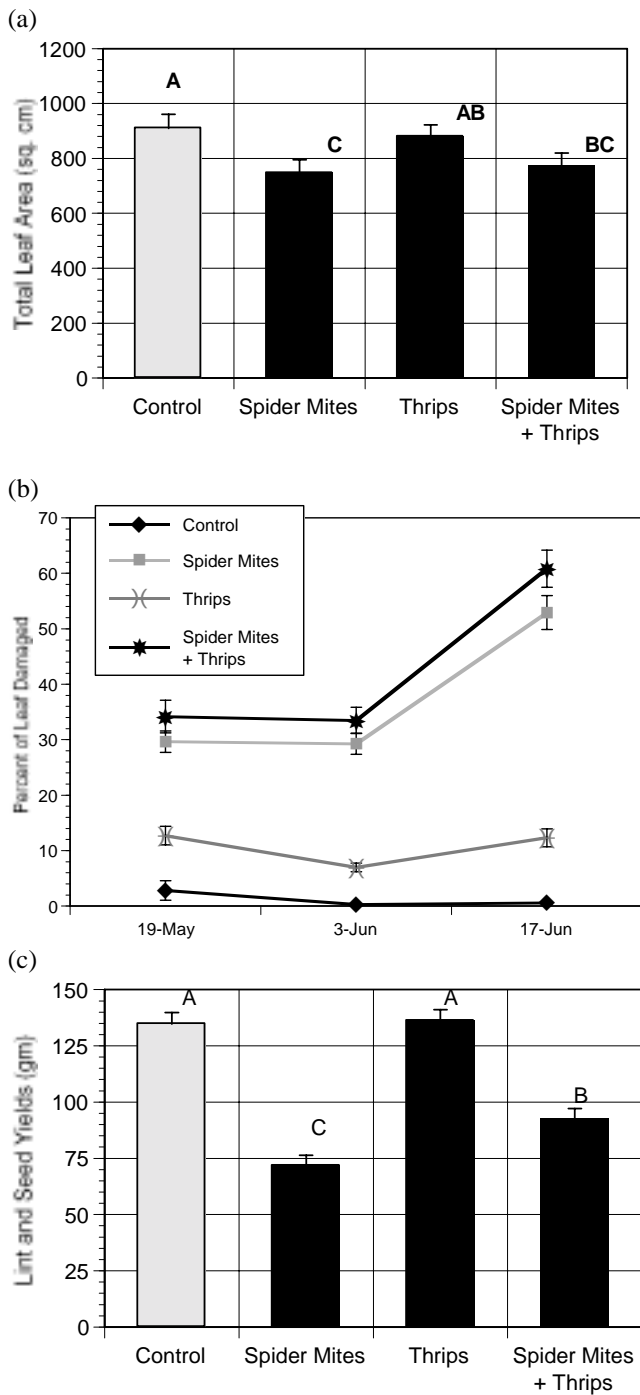 (a)
Total Leaf Area (sq. cm)
1200
1000
800
600
400
200
0
A
C
AB
BC
Control
Spider Mites
Thrips
Spider Mites
+ Thrips
(b)
Percent of Leaf Damaged
70
60
50
40
30
20
10
0
Control
Spider Mites
Thrips
Spider Mites
+ Thrips
19-May
3-Jun
17-Jun
(c)
Lint and Seed Yields (gm)
150
125
100
75
50
25
0
A
C
A
B
Control
Spider Mites
Thrips
Spider Mites
+ Thrips